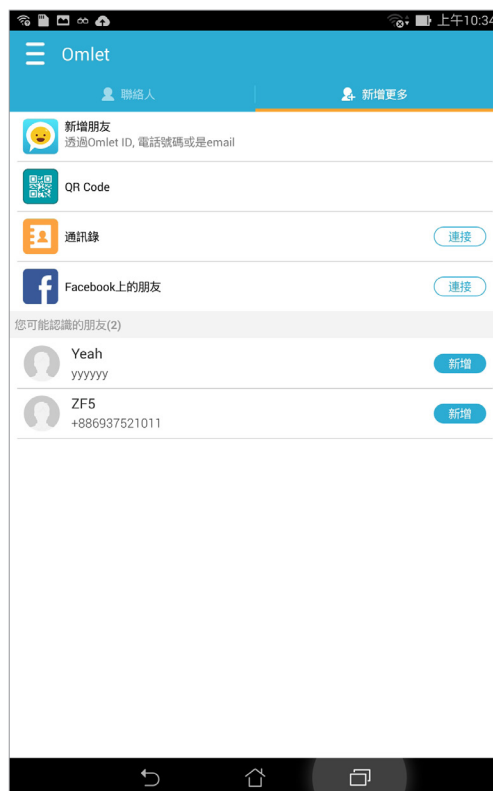 上午10:34
Omlet
聯絡人
新增更多
新增朋友
透過Omlet ID, 電話號碼或是email
QR Code
通訊錄
連接
Facebook上的朋友
連接
您可能認識的朋友(2)
Yeah
yyyyyy
新增
ZF5
+886937521011
新增